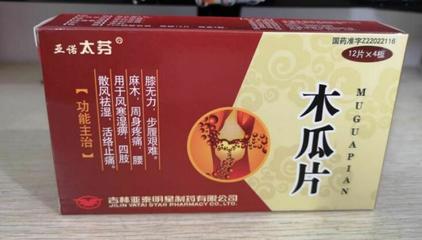 亚诺 太芬®
国药准字Z22022116
12片×4板
木瓜片
MUGUAPIAN
【功能主治】
散风祛湿，活络止痛。
用于风寒湿痹，四肢
麻木，周身疼痛，腰
膝无力，步履艰难。
吉林亚泰明星制药有限公司
JILIN YATAI STAR PHARMACY CO.,LTD.